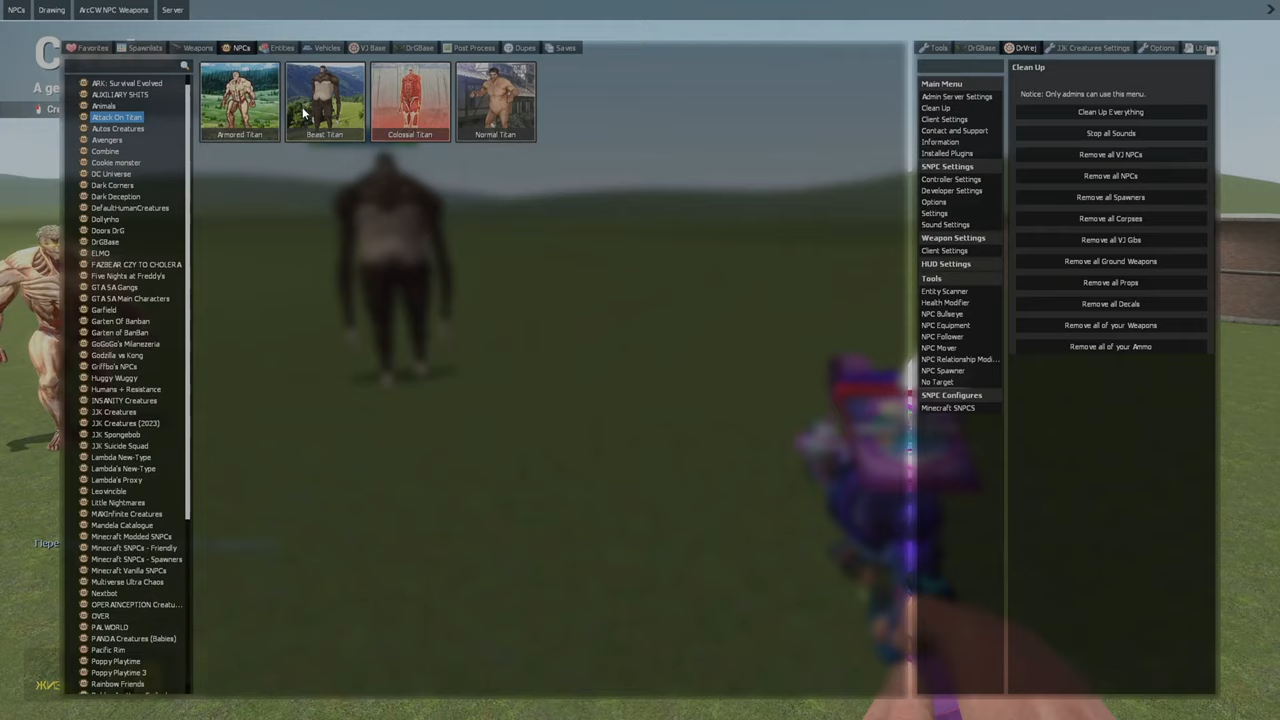 NPCs Drawing ArcCW NPC Weapons Server
Favorites Spawnlists Weapons NPCs Entities Vehicles VJ Base DrGBase Post Process Dupes Saves
Tools DrGBase DrVrej JJK Creatures Settings Options
ARK: Survival Evolved
AUXILIARY SHITS
Animals
Attack On Titan
Autos Creatures
Avengers
Combine
Cookie monster
DC Universe
Dark Corners
Dark Deception
DefaultHumanCreatures
Dollynho
Doors DrG
DrGBase
ELMO
FAZBEAR CZY TO CHOLERA
Five Nights at Freddy's
GTA SA Gangs
GTA SA Main Characters
Garfield
Garten Of Banban
Garten of BanBan
GoGoG's Milanezeria
Godzilla vs Kong
Griffbo's NPCs
Huggy Wuggy
Humans + Resistance
INSANITY Creatures
JJK Creatures
JJK Creatures (2023)
JJK Spongebob
JJK Suicide Squad
Lambda New-Type
Lambda's New-Type
Lambda's Proxy
Leovincible
Little Nightmares
MAXInfinite Creatures
Mandela Catalogue
Minecraft Modded SNPCs
Minecraft SNPCs - Friendly
Minecraft SNPCs - Spawners
Minecraft Vanilla SNPCs
Multiverse Ultra Chaos
Nextbot
OPERAINCEPTION Creatu...
OVER
PALWORLD
PANDA Creatures (Babies)
Pacific Rim
Poppy Playtime
Poppy Playtime 3
Rainbow Friends
Armored Titan Beast Titan Colossal Titan Normal Titan
Main Menu
Admin Server Settings
Clean Up
Client Settings
Contact and Support
Information
Installed Plugins
SNPC Settings
Controller Settings
Developer Settings
Options
Settings
Sound Settings
Weapon Settings
Client Settings
HUD Settings
Tools
Entity Scanner
Health Modifier
NPC Bullseye
NPC Equipment
NPC Follower
NPC Mover
NPC Relationship Modi...
NPC Spawner
No Target
SNPC Configures
Minecraft SNPCS
Clean Up
Notice: Only admins can use this menu.
Clean Up Everything
Stop all Sounds
Remove all VJ NPCs
Remove all NPCs
Remove all Spawners
Remove all Corpses
Remove all VJ Gibs
Remove all Ground Weapons
Remove all Props
Remove all Decals
Remove all of your Weapons
Remove all of your Ammo